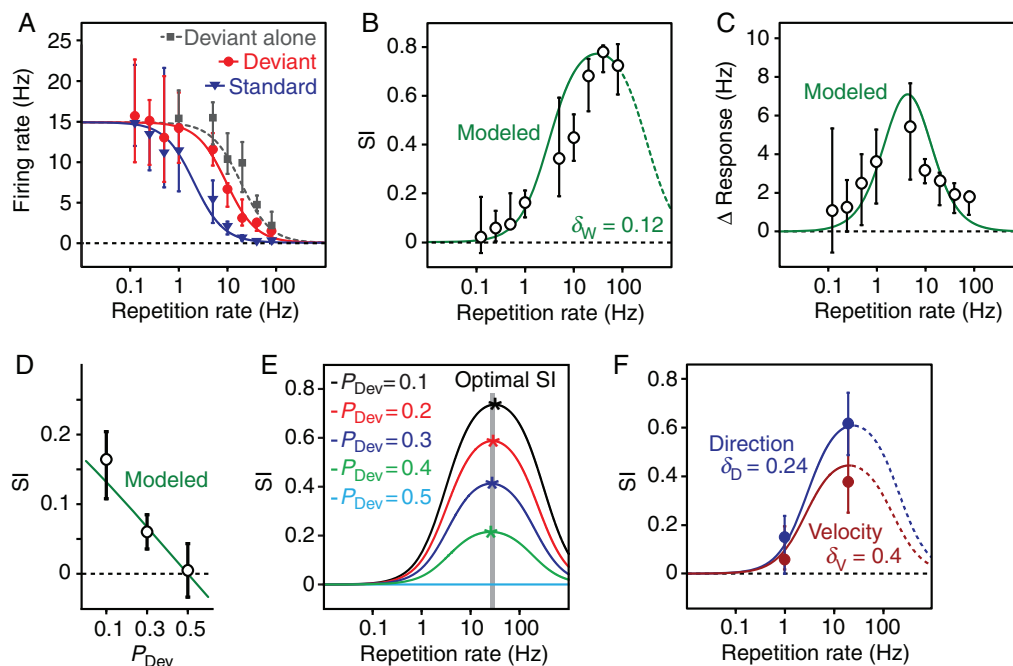 A
Firing rate (Hz)
25
20
15
10
5
0
Deviant alone
Deviant
Standard
0.1 1 10 100
Repetition rate (Hz)
B
SI
0.8
0.6
0.4
0.2
0
Modeled
δW = 0.12
0.1 1 10 100
Repetition rate (Hz)
C
Δ Response (Hz)
10
8
6
4
2
0
Modeled
0.1 1 10 100
Repetition rate (Hz)
D
SI
0.2
0.1
0
Modeled
0.1 0.3 0.5
PDev
E
SI
0.8
0.6
0.4
0.2
0
PDev = 0.1
PDev = 0.2
PDev = 0.3
PDev = 0.4
PDev = 0.5
Optimal SI
0.1 1 10 100
Repetition rate (Hz)
F
SI
0.8
0.6
0.4
0.2
0
Direction
δD = 0.24
Velocity
δV = 0.4
0.1 1 10 100
Repetition rate (Hz)